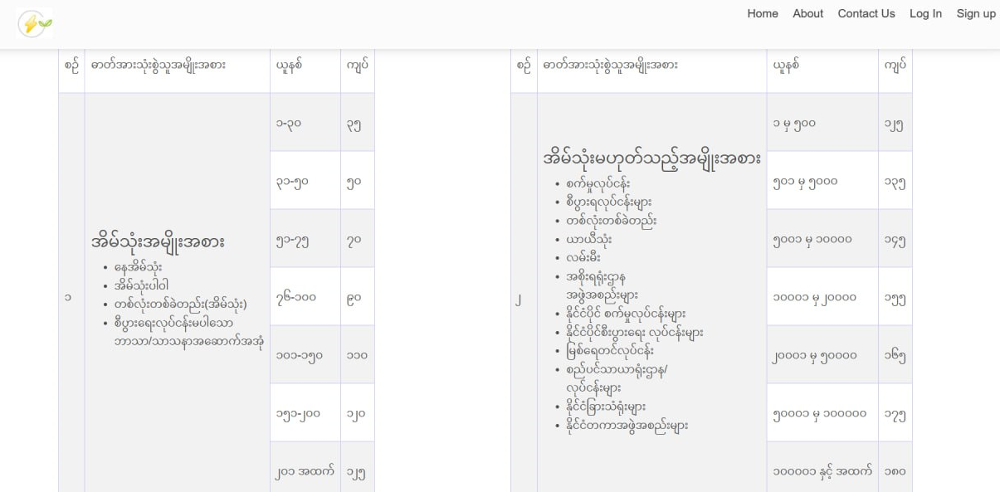 Home About Contact Us Log In Sign up
စဉ် ဓာတ်အားသုံးစွဲသူအမျိုးအစား ယူနစ် ကျပ်
၁
အိမ်သုံးအမျိုးအစား
နေအိမ်သုံး
အိမ်သုံးပါဝါ
တစ်လုံးတစ်ခဲတည်း(အိမ်သုံး)
စီပွားရေးလုပ်ငန်းမပါသော
ဘာသာ/သာသနာအဆောက်အအုံ
၁-၃၀ ၃၅
၃၁-၅၀ ၅၀
၅၁-၇၅ ၇၀
၇၆-၁၀၀ ၉၀
၁၀၁-၁၅၀ ၁၁၀
၁၅၁-၂၀၀ ၁၂၀
၂၀၁ အထက် ၁၂၅
စဉ် ဓာတ်အားသုံးစွဲသူအမျိုးအစား ယူနစ် ကျပ်
၂
အိမ်သုံးမဟုတ်သည့်အမျိုးအစား
စက်မှုလုပ်ငန်း
စီပွားရလုပ်ငန်းများ
တစ်လုံးတစ်ခဲတည်း
ယာယီသုံး
လမ်းမီး
အစိုးရရုံးဌာန
အဖွဲ့အစည်းများ
နိုင်ငံပိုင် စက်မှုလုပ်ငန်းများ
နိုင်ငံပိုင်စီးပွားရေး လုပ်ငန်းများ
မြစ်ရေတင်လုပ်ငန်း
စည်ပင်သာယာရုံးဌာန/
လုပ်ငန်းများ
နိုင်ငံခြားသံရုံးများ
နိုင်ငံတကာအဖွဲ့အစည်းများ
၁ မှ ၅၀၀ ၁၂၅
၅၀၁ မှ ၅၀၀၀ ၁၃၅
၅၀၀၁ မှ ၁၀၀၀၀ ၁၄၅
၁၀၀၀၁ မှ ၂၀၀၀၀ ၁၅၅
၂၀၀၀၁ မှ ၅၀၀၀၀ ၁၆၅
၅၀၀၀၁ မှ ၁၀၀၀၀၀ ၁၇၅
၁၀၀၀၀၁ နှင့် အထက် ၁၈၀